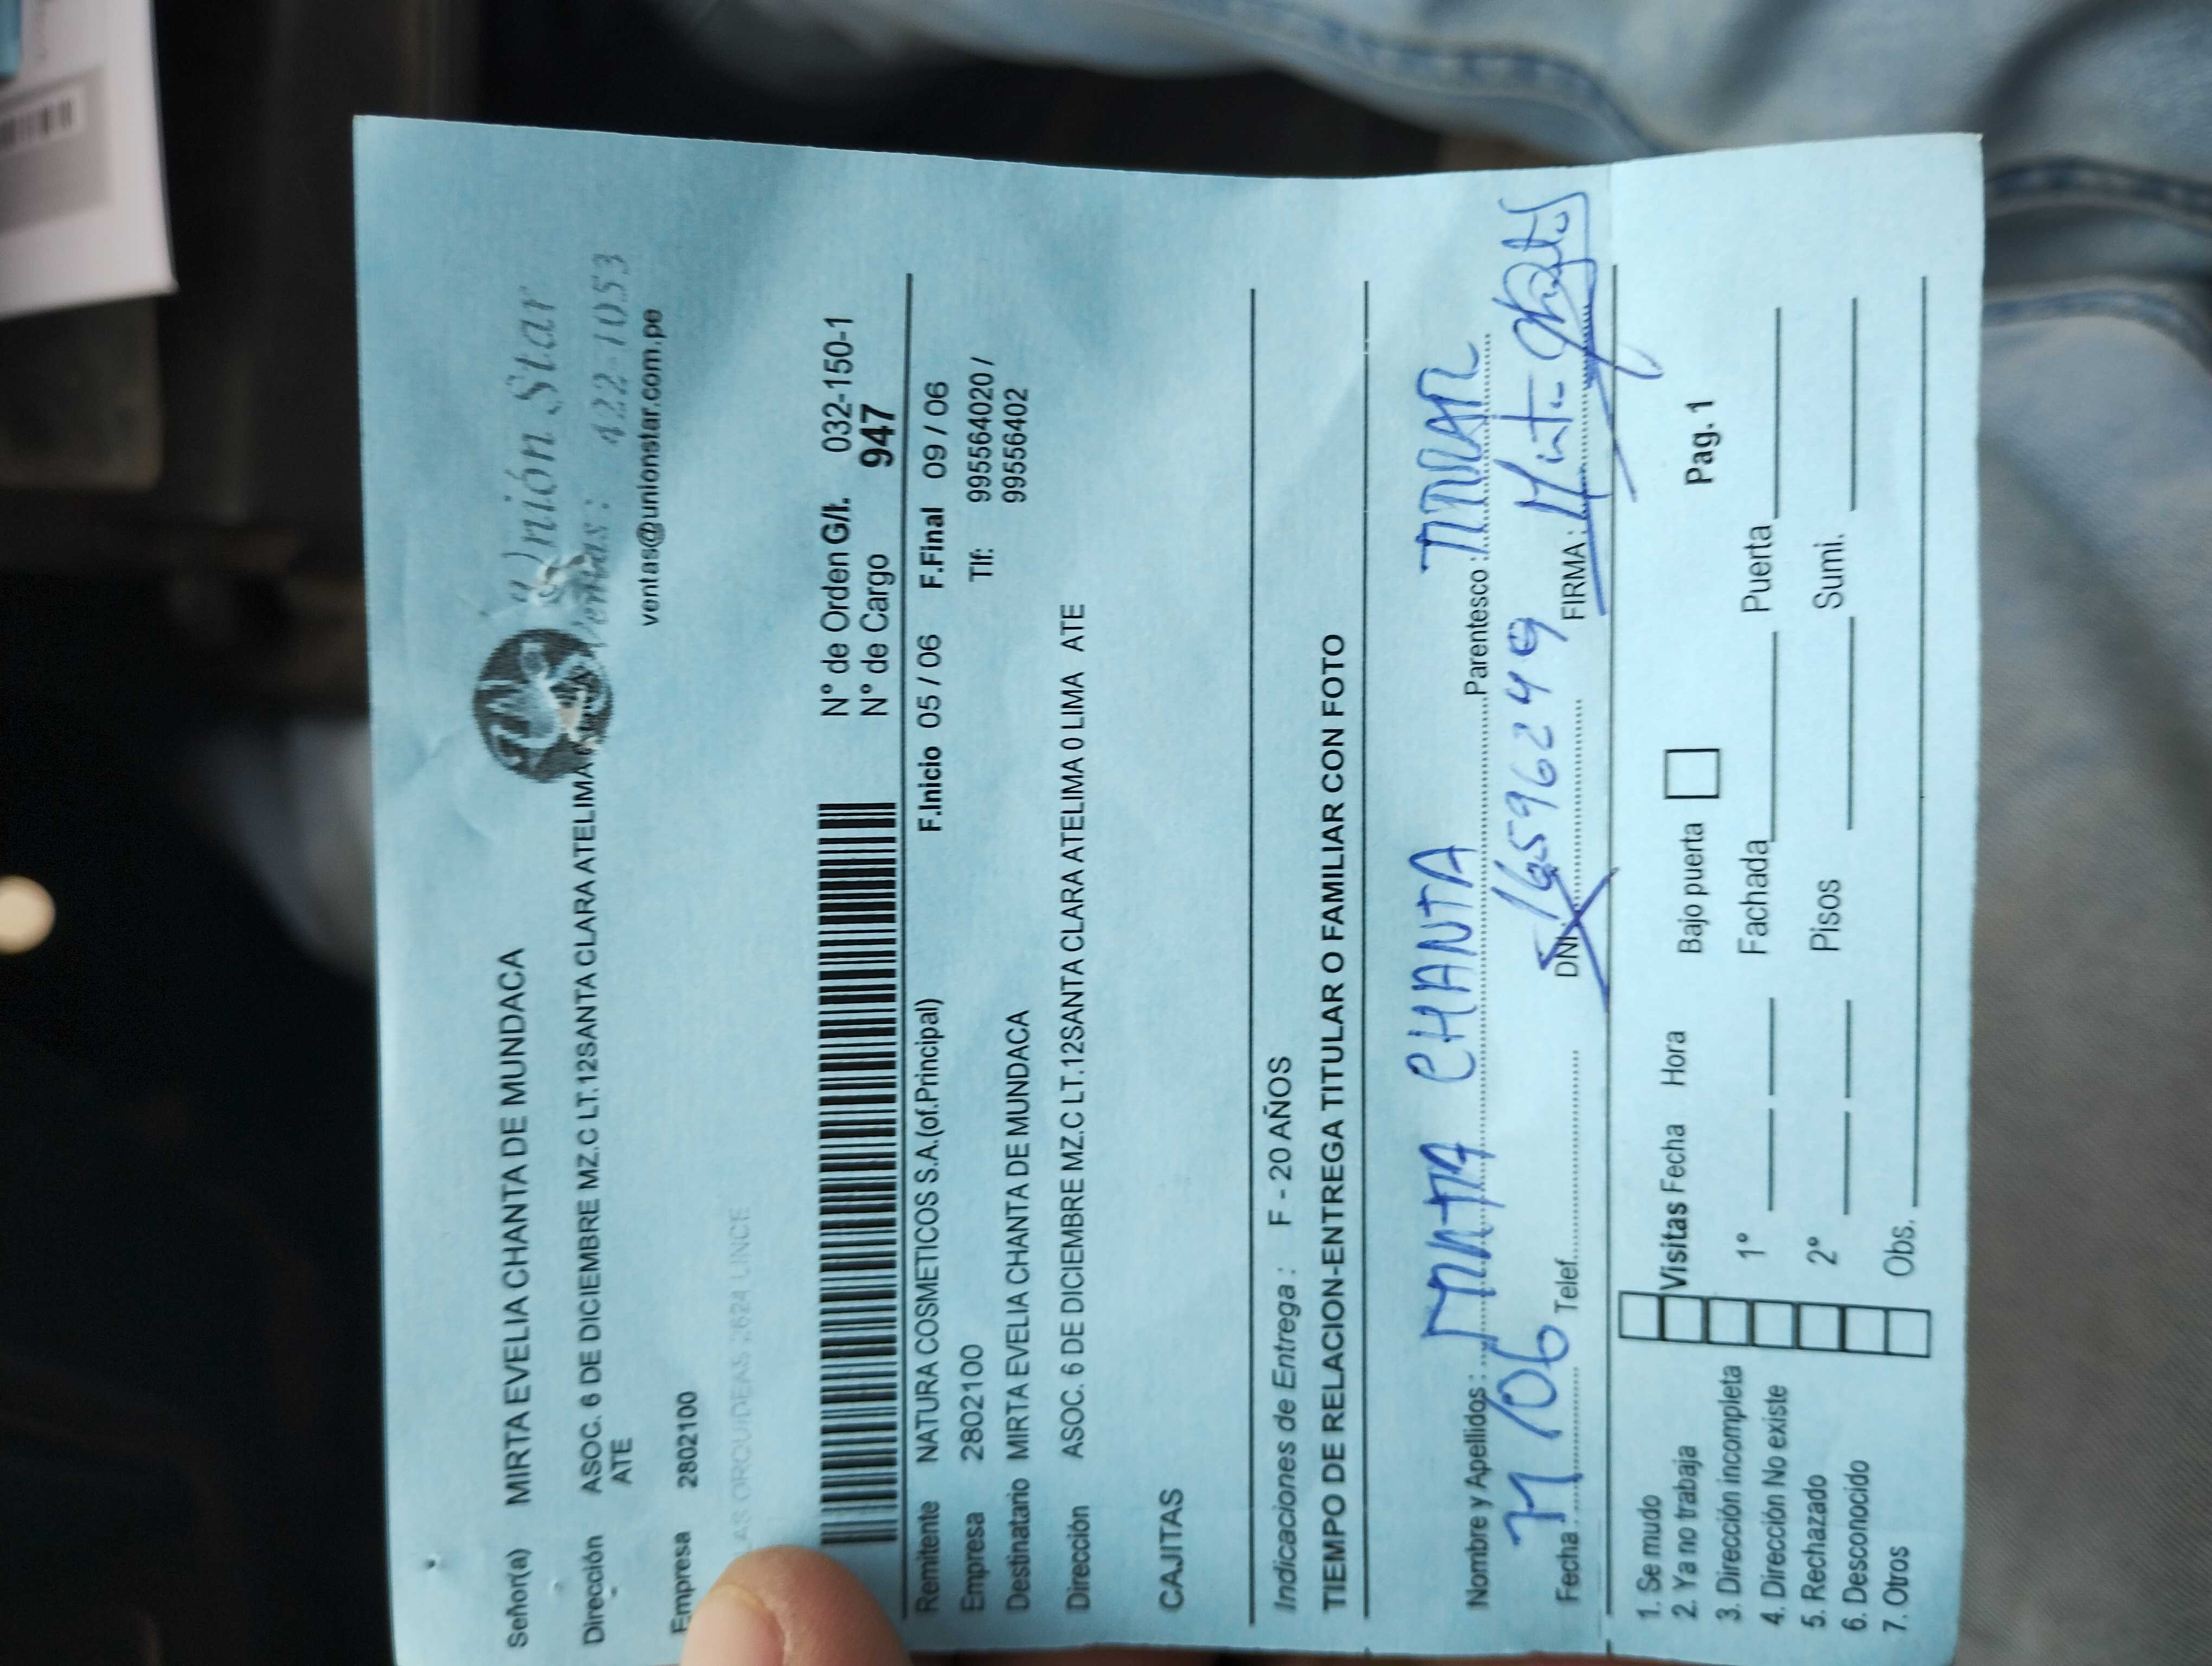 Unión Star
Ventas: 422-1053
ventas@unionstar.com.pe
Señor(a) MIRTA EVELIA CHANTA DE MUNDACA
Dirección ASOC. 6 DE DICIEMBRE MZ.C LT.12SANTA CLARA ATELIMA
ATE
Empresa 2802100
LAS ORQUIDEAS 2624 LINCE
N° de Orden G/I. 032-150-1
N° de Cargo 947
Remitente NATURA COSMETICOS S.A.(of.Principal) F.Inicio 05 / 06 F.Final 09 / 06
Empresa 2802100 Tlf: 995564020 /
Destinatario MIRTA EVELIA CHANTA DE MUNDACA 99556402
Dirección ASOC. 6 DE DICIEMBRE MZ.C LT.12SANTA CLARA ATELIMA 0 LIMA ATE
CAJITAS
Indicaciones de Entrega : F - 20 AÑOS
TIEMPO DE RELACION-ENTREGA TITULAR O FAMILIAR CON FOTO
Nombre y Apellidos : MIRTA CHANTA Parentesco :
Fecha Telef. DNI 16596249 FIRMA :
1. Se mudo
2. Ya no trabaja Visitas Fecha Hora Bajo puerta Pag. 1
3. Dirección incompleta
4. Dirección No existe 1° Fachada Puerta
5. Rechazado
6. Desconocido 2° Pisos Sumi.
7. Otros Obs.